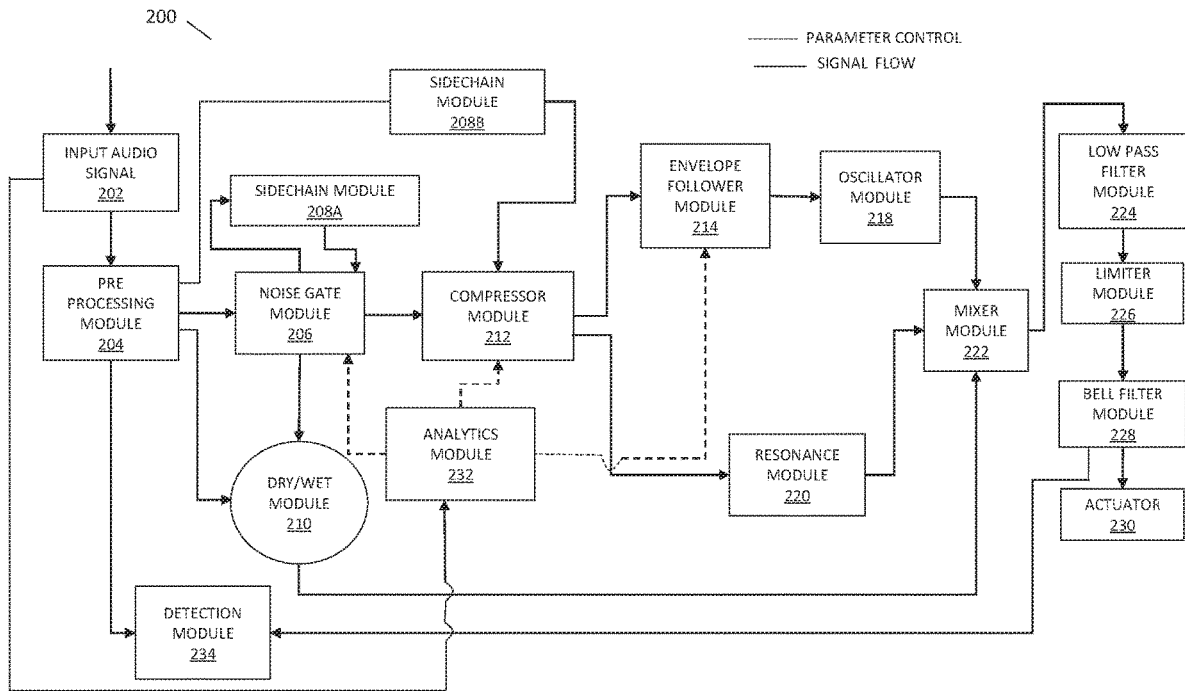 200
PARAMETER CONTROL
SIGNAL FLOW
SIDECHAIN
MODULE
208B
INPUT AUDIO
SIGNAL
202
SIDECHAIN MODULE
208A
ENVELOPE
FOLLOWER
MODULE
214
OSCILLATOR
MODULE
218
LOW PASS
FILTER
MODULE
224
PRE
PROCESSING
MODULE
204
NOISE GATE
MODULE
206
COMPRESSOR
MODULE
212
MIXER
MODULE
222
LIMITER
MODULE
226
BELL FILTER
MODULE
228
ANALYTICS
MODULE
232
DRY/WET
MODULE
210
RESONANCE
MODULE
220
ACTUATOR
230
DETECTION
MODULE
234